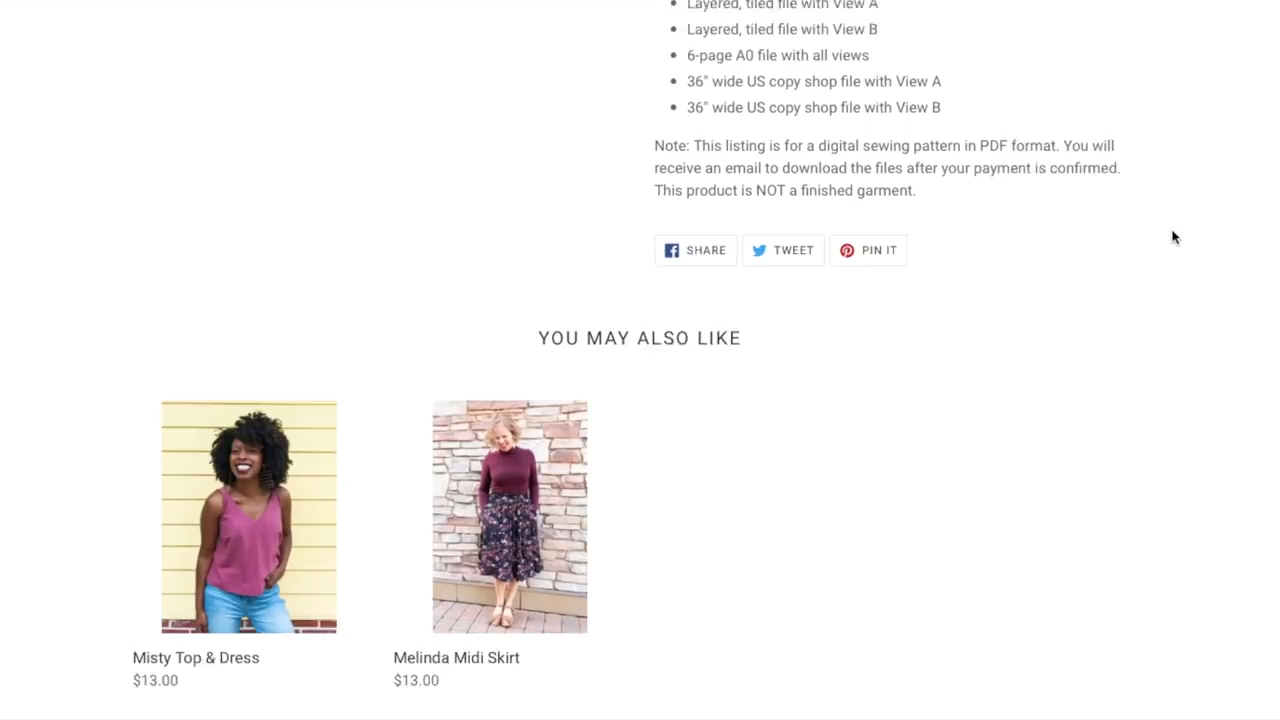 Layered, tiled file with View A
Layered, tiled file with View B
6-page A0 file with all views
36" wide US copy shop file with View A
36" wide US copy shop file with View B
Note: This listing is for a digital sewing pattern in PDF format. You will
receive an email to download the files after your payment is confirmed.
This product is NOT a finished garment.
SHARE TWEET PIN IT
YOU MAY ALSO LIKE
Misty Top & Dress
$13.00
Melinda Midi Skirt
$13.00